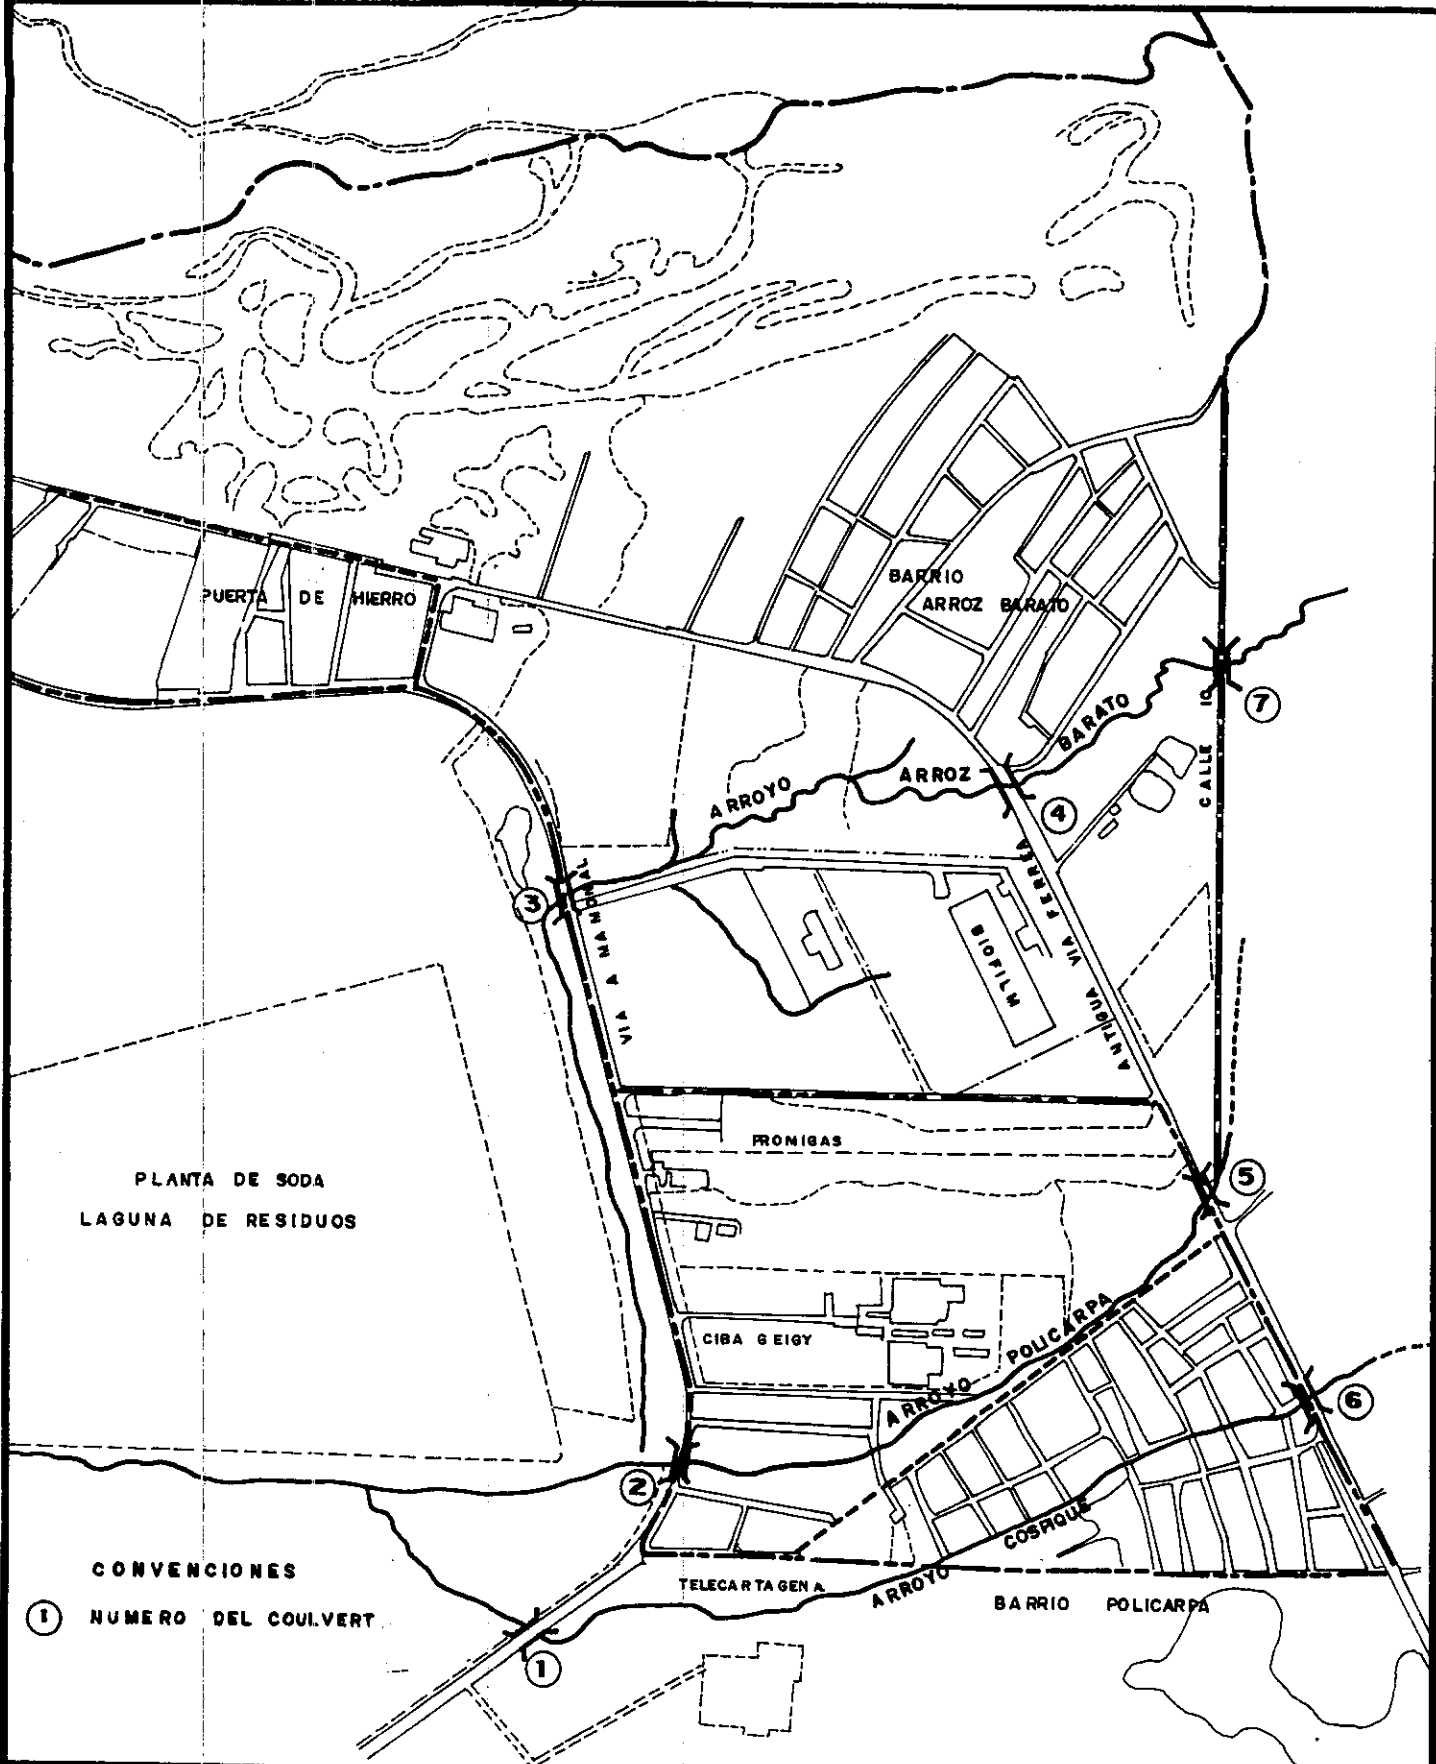 PUERTA DE HIERRO
BARRIO
ARROZ BARATO
ARROYO ARROZ BARATO
CALLE 10
7
4
3
VIA A MAMONAL
MILFOIB
ANTIGUA VIA FERREA
PROMIGAS
5
PLANTA DE SODA
LAGUNA DE RESIDUOS
CIBA GEIGY
ARROYO POLICARPA
6
2
ARROYO COSPIQUE
CONVENCIONES
1 NUMERO DEL COULVERT
TELECARTAGENA
BARRIO POLICARPA
1